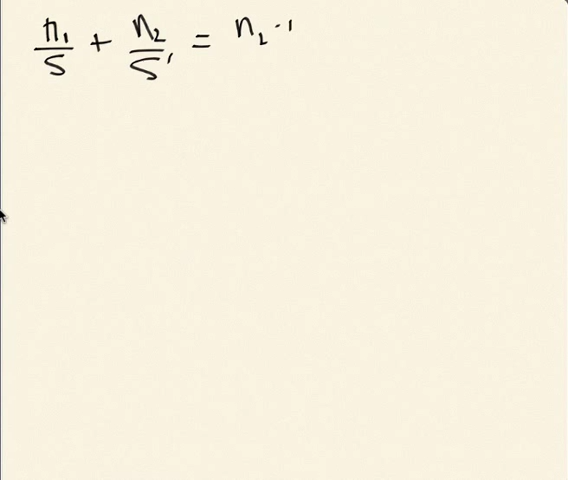 n₁/s + n₂/s' = n₂-1